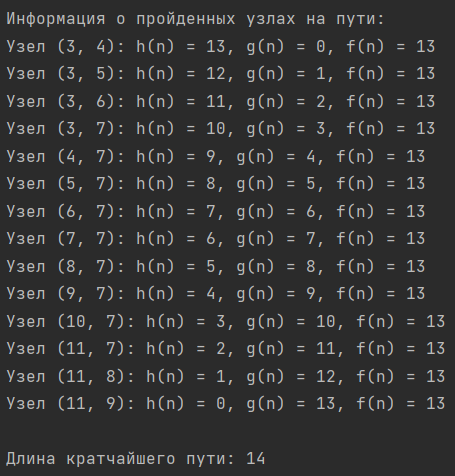 Информация о пройденных узлах на пути:
Узел (3, 4): h(n) = 13, g(n) = 0, f(n) = 13
Узел (3, 5): h(n) = 12, g(n) = 1, f(n) = 13
Узел (3, 6): h(n) = 11, g(n) = 2, f(n) = 13
Узел (3, 7): h(n) = 10, g(n) = 3, f(n) = 13
Узел (4, 7): h(n) = 9, g(n) = 4, f(n) = 13
Узел (5, 7): h(n) = 8, g(n) = 5, f(n) = 13
Узел (6, 7): h(n) = 7, g(n) = 6, f(n) = 13
Узел (7, 7): h(n) = 6, g(n) = 7, f(n) = 13
Узел (8, 7): h(n) = 5, g(n) = 8, f(n) = 13
Узел (9, 7): h(n) = 4, g(n) = 9, f(n) = 13
Узел (10, 7): h(n) = 3, g(n) = 10, f(n) = 13
Узел (11, 7): h(n) = 2, g(n) = 11, f(n) = 13
Узел (11, 8): h(n) = 1, g(n) = 12, f(n) = 13
Узел (11, 9): h(n) = 0, g(n) = 13, f(n) = 13
Длина кратчайшего пути: 14